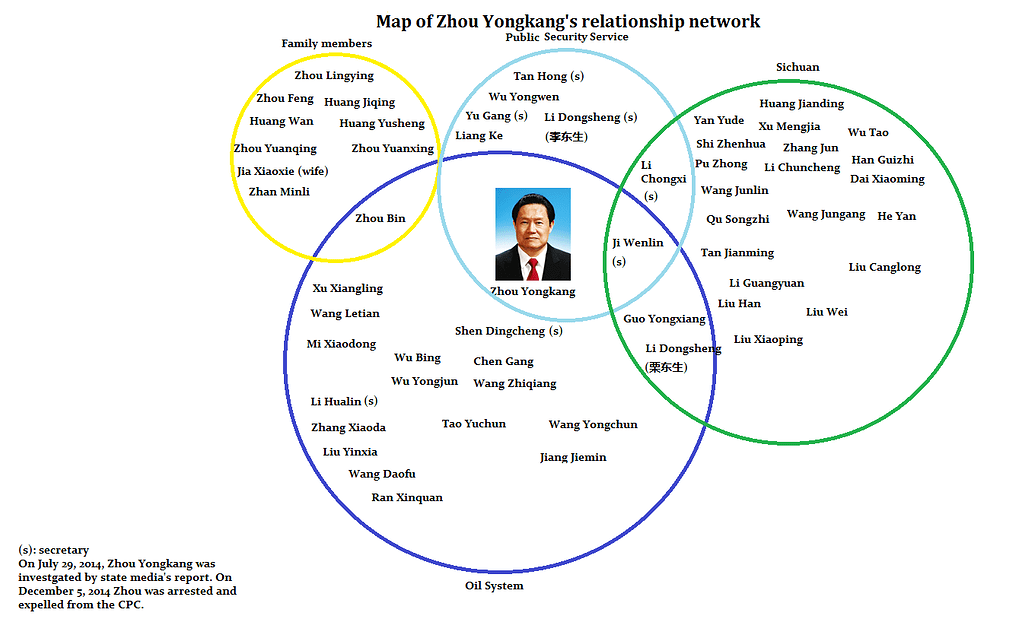 Map of Zhou Yongkang's relationship network
Family members
Public Security Service
Sichuan
Zhou Lingying
Zhou Feng
Huang Jiqing
Huang Wan
Huang Yusheng
Zhou Yuanqing
Zhou Yuanxing
Jia Xiaoxie (wife)
Zhan Minli
Zhou Bin
Tan Hong (s)
Wu Yongwen
Yu Gang (s)
Li Dongsheng (s)
(李东生)
Liang Ke
Li
Chongxi
(s)
Ji Wenlin
(s)
Zhou Yongkang
Huang Jianding
Yan Yude
Xu Mengjia
Wu Tao
Shi Zhenhua
Zhang Jun
Pu Zhong
Li Chuncheng
Han Guizhi
Dai Xiaoming
Wang Junlin
Qu Songzhi
Wang Jungang
He Yan
Tan Jianming
Liu Canglong
Li Guangyuan
Liu Han
Liu Wei
Liu Xiaoping
Guo Yongxiang
Li Dongsheng
(栗东生)
Xu Xiangling
Wang Letian
Mi Xiaodong
Shen Dingcheng (s)
Wu Bing
Chen Gang
Wu Yongjun
Wang Zhiqiang
Li Hualin (s)
Zhang Xiaoda
Tao Yuchun
Wang Yongchun
Liu Yinxia
Jiang Jiemin
Wang Daofu
Ran Xinquan
Oil System
(s): secretary
On July 29, 2014, Zhou Yongkang was
investgated by state media's report. On
December 5, 2014 Zhou was arrested and
expelled from the CPC.